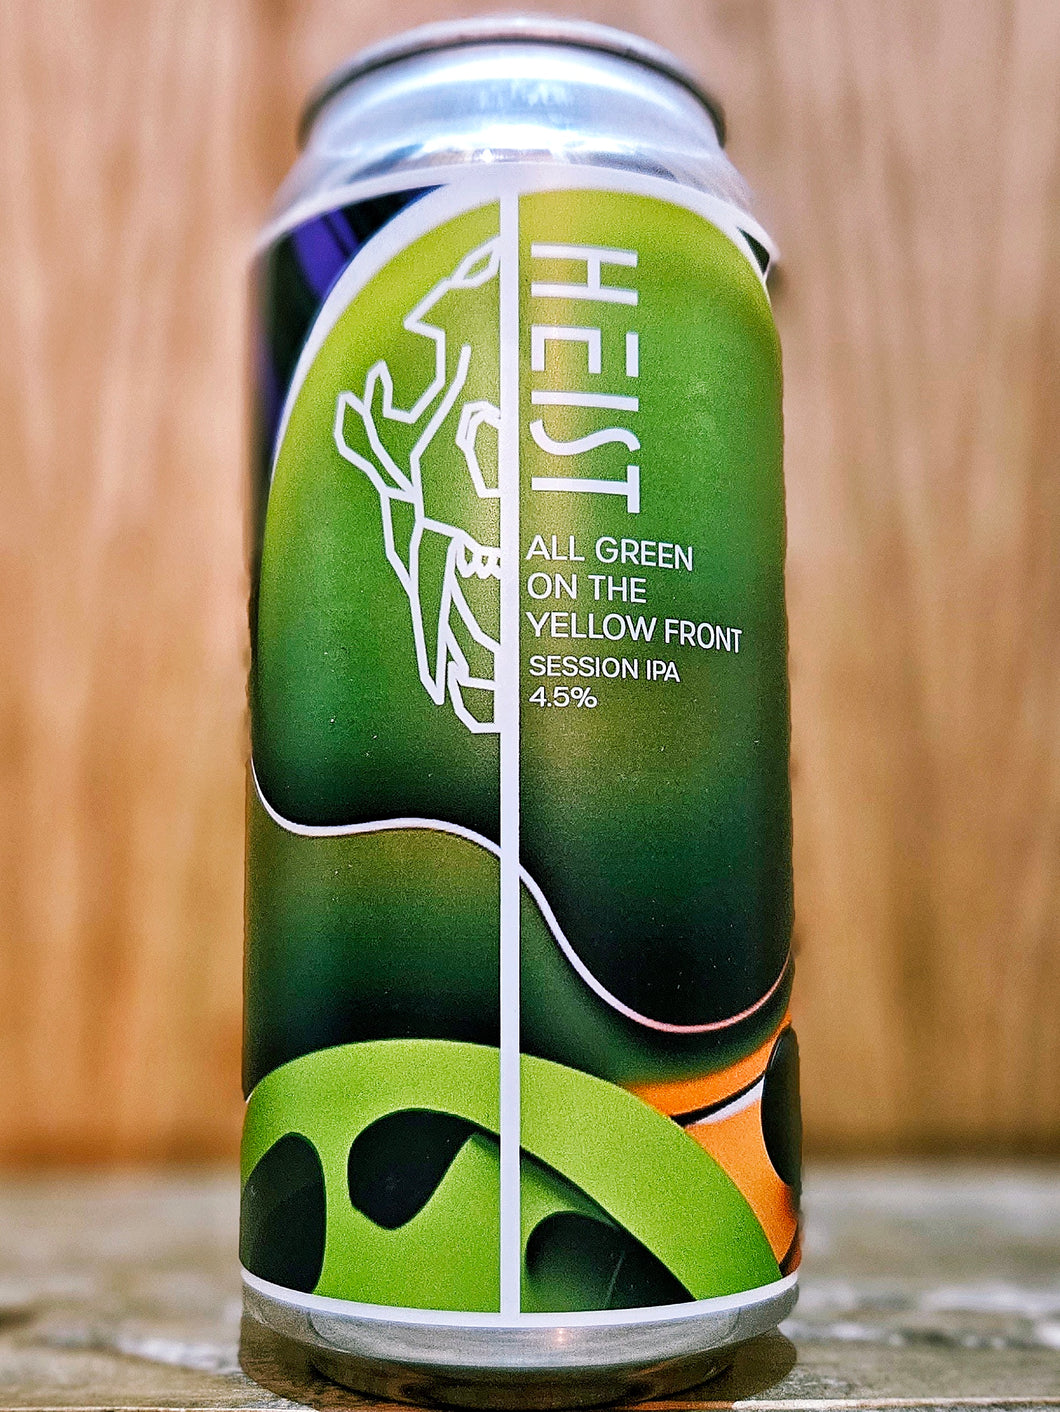 HEIST
ALL GREEN
ON THE
YELLOW FRONT
SESSION IPA
4.5%